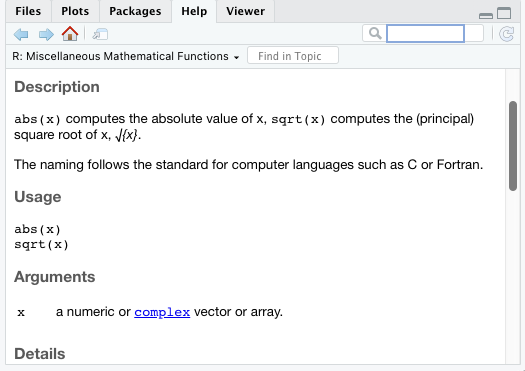 Files Plots Packages Help Viewer
R: Miscellaneous Mathematical Functions Find in Topic
Description
abs(x) computes the absolute value of x, sqrt(x) computes the (principal)
square root of x, √{x}.
The naming follows the standard for computer languages such as C or Fortran.
Usage
abs(x)
sqrt(x)
Arguments
x a numeric or complex vector or array.
Details